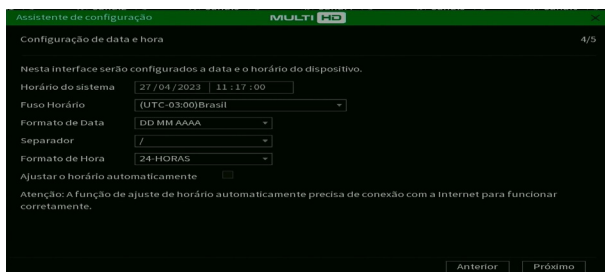 Assistente de configuração
MULTI HD
Configuração de data e hora
4/5
Nesta interface serão configurados a data e o horário do dispositivo.
Horário do sistema 27/04/2023 11:17:00
Fuso Horário (UTC-03:00)Brasil
Formato de Data DD MM AAAA
Separador /
Formato de Hora 24-HORAS
Ajustar o horário automaticamente
Atenção: A função de ajuste de horário automaticamente precisa de conexão com a Internet para funcionar
corretamente.
Anterior Próximo